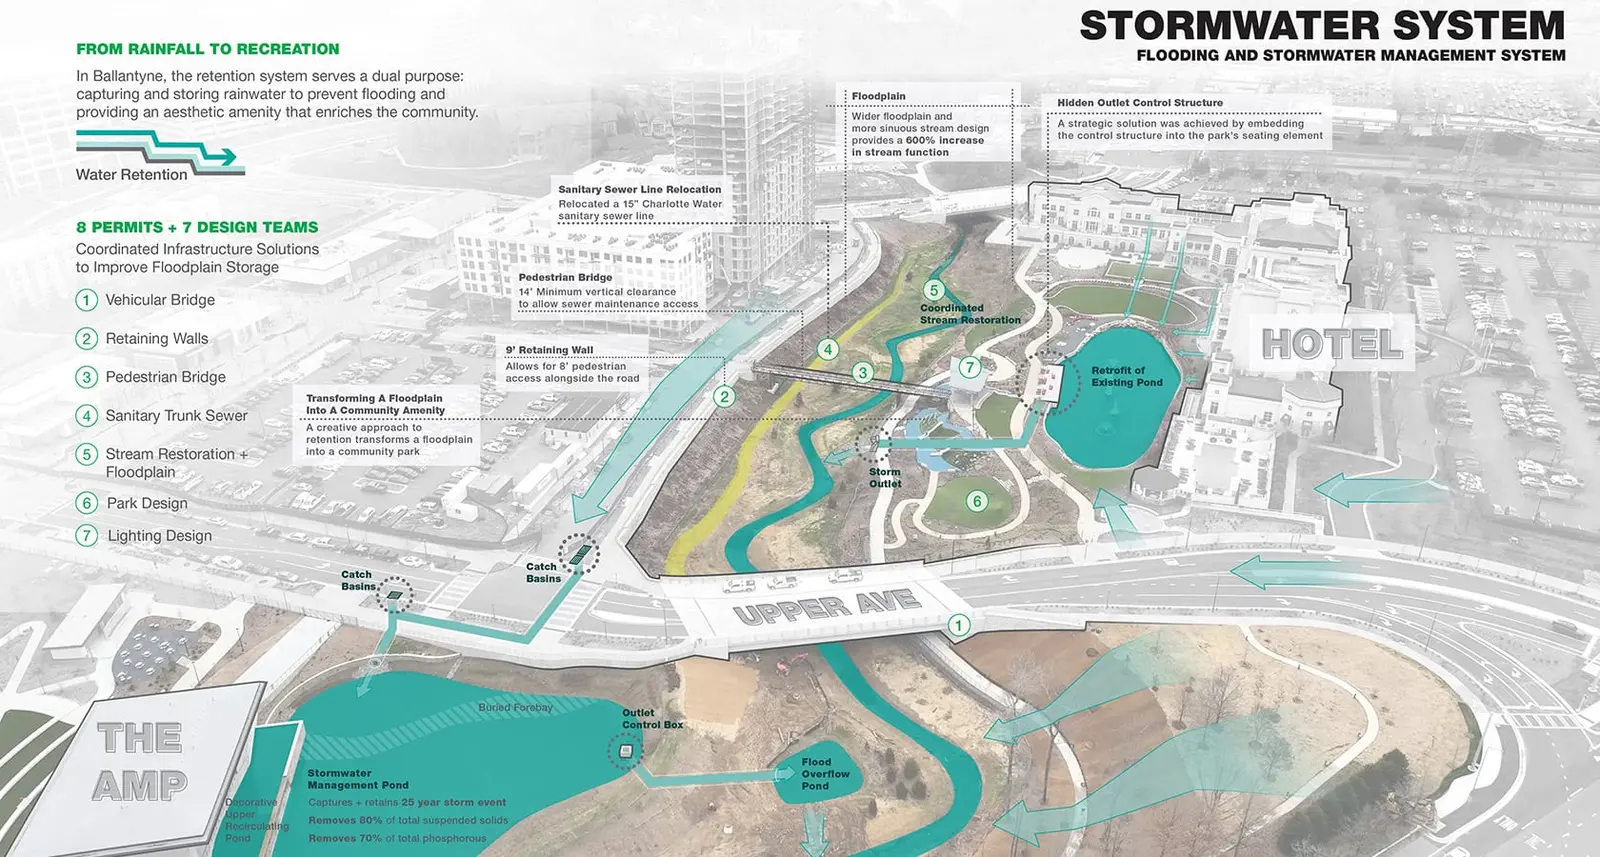 STORMWATER SYSTEM
FLOODING AND STORMWATER MANAGEMENT SYSTEM
FROM RAINFALL TO RECREATION
In Ballantyne, the retention system serves a dual purpose:
capturing and storing rainwater to prevent flooding and
providing an aesthetic amenity that enriches the community.
Water Retention
8 PERMITS + 7 DESIGN TEAMS
Coordinated Infrastructure Solutions
to Improve Floodplain Storage
1 Vehicular Bridge
2 Retaining Walls
3 Pedestrian Bridge
4 Sanitary Trunk Sewer
5 Stream Restoration +
Floodplain
6 Park Design
7 Lighting Design
Floodplain
Wider floodplain and
more sinuous stream design
provides a 600% increase
in stream function
Hidden Outlet Control Structure
A strategic solution was achieved by embedding
the control structure into the park's seating element
Sanitary Sewer Line Relocation
Relocated a 15" Charlotte Water
sanitary sewer line
Pedestrian Bridge
14' Minimum vertical clearance
to allow sewer maintenance access
9' Retaining Wall
Allows for 8' pedestrian
access alongside the road
Transforming A Floodplain
Into A Community Amenity
A creative approach to
retention transforms a floodplain
into a community park
5
Coordinated
Stream Restoration
4
3
7
2
6
HOTEL
Retrofit of
Existing Pond
Storm
Outlet
Catch
Basins
Catch
Basins
UPPER AVE
1
THE
AMP
Buried Forebay
Outlet
Control Box
Flood
Overflow
Pond
Stormwater
Management Pond
Captures + retains 25 year storm event
Removes 80% of total suspended solids
Removes 70% of total phosphorous
Decorative
Upper
Recirculating
Pond